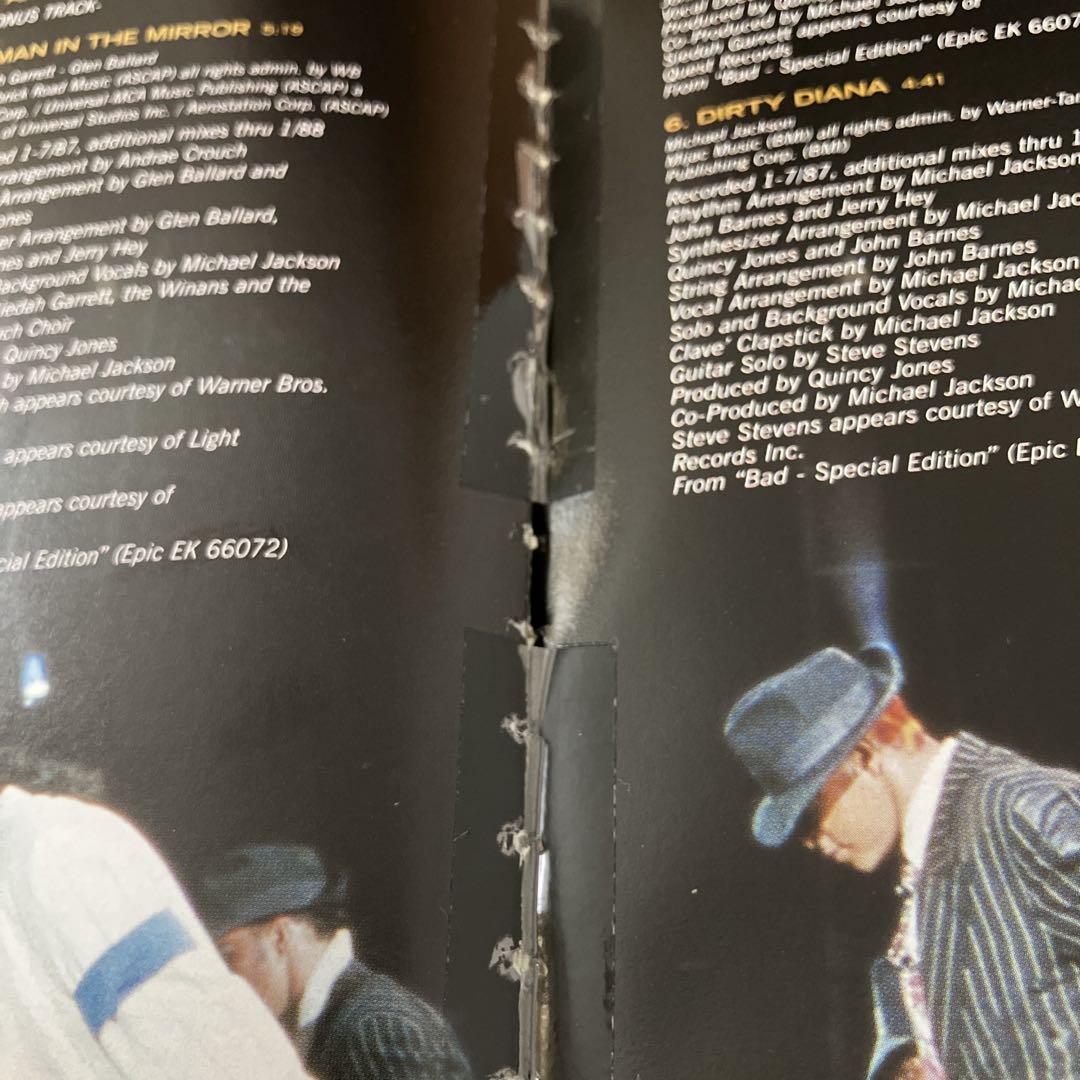 ONUS TRACK-
MAN IN THE MIRROR 5:19
h Garrett - Glen Ballard
Road Music (ASCAP) all rights admin. by WB
Corp. / Universal MCA Music Publishing (ASCAP) a
of Universal Studios Inc. / Aerostation Corp. (ASCAP)
ed 1-7/87, additional mixes thru 1/88
rangement by Andrae Crouch
Arrangement by Glen Ballard and
ones
er Arrangement by Glen Ballard,
nes and Jerry Hey
Background Vocals by Michael Jackson
iedah Garrett, the Winans and the
uch Choir
Quincy Jones
by Michael Jackson
h appears courtesy of Warner Bros.
appears courtesy of Light
appears courtesy of
cial Edition" (Epic EK 66072)
Produced by
Co-Produced by Michael
Siedah Garrett appears courtesy of
Qwest Records
From "Bad - Special Edition" (Epic EK 6607
6. DIRTY DIANA 4:41
Michael Jackson
Mijac Music (BMI) all rights admin. by Warner-Tam
Publishing Corp. (BMI)
Recorded 1-7/87, additional mixes thru 1
Rhythm Arrangement by Michael Jackson
John Barnes and Jerry Hey
Synthesizer Arrangement by Michael Jac
Quincy Jones and John Barnes
String Arrangement by John Barnes
Vocal Arrangement by Michael Jackson
Solo and Background Vocals by Michae
Clave' Clapstick by Michael Jackson
Guitar Solo by Steve Stevens
Produced by Quincy Jones
Co-Produced by Michael Jackson
Steve Stevens appears courtesy of W
Records Inc.
From "Bad - Special Edition" (Epic